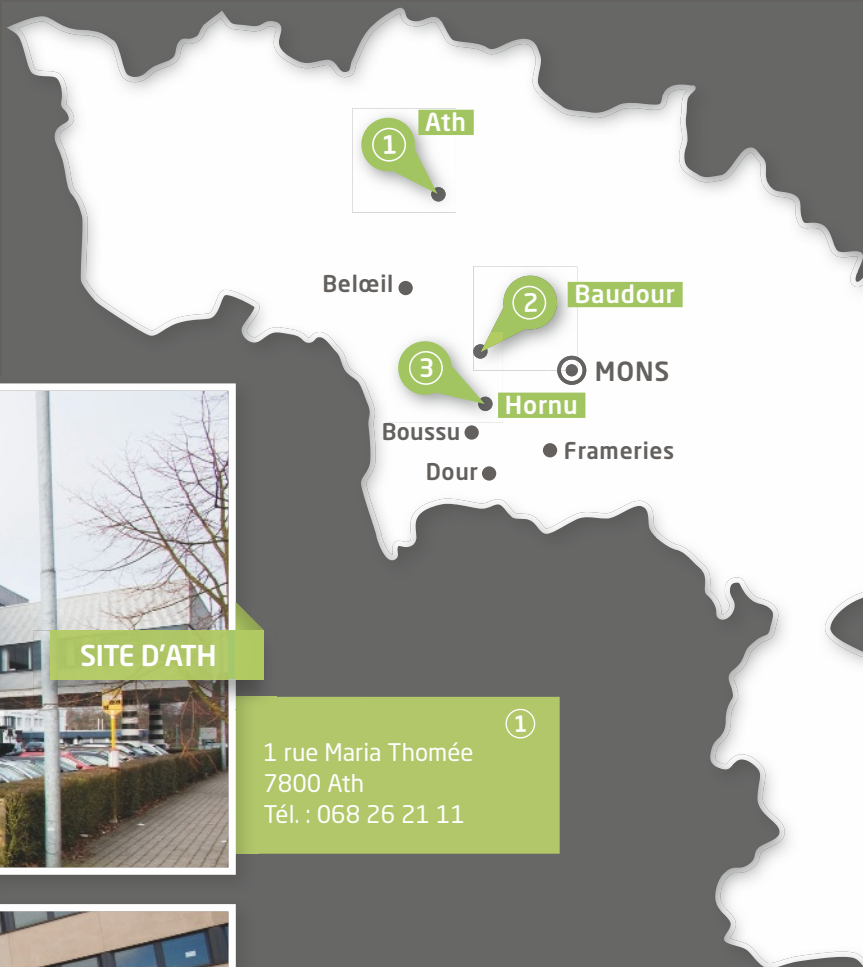 Ath
①
Belœil
②
Baudour
③
MONS
Hornu
Boussu
Frameries
Dour
SITE D'ATH
①
1 rue Maria Thomée
7800 Ath
Tél. : 068 26 21 11